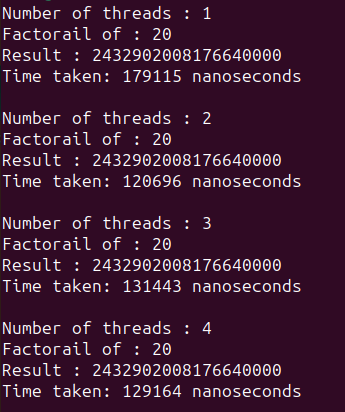 Number of threads : 1
Factorail of : 20
Result : 2432902008176640000
Time taken: 179115 nanoseconds
Number of threads : 2
Factorail of : 20
Result : 2432902008176640000
Time taken: 120696 nanoseconds
Number of threads : 3
Factorail of : 20
Result : 2432902008176640000
Time taken: 131443 nanoseconds
Number of threads : 4
Factorail of : 20
Result : 2432902008176640000
Time taken: 129164 nanoseconds